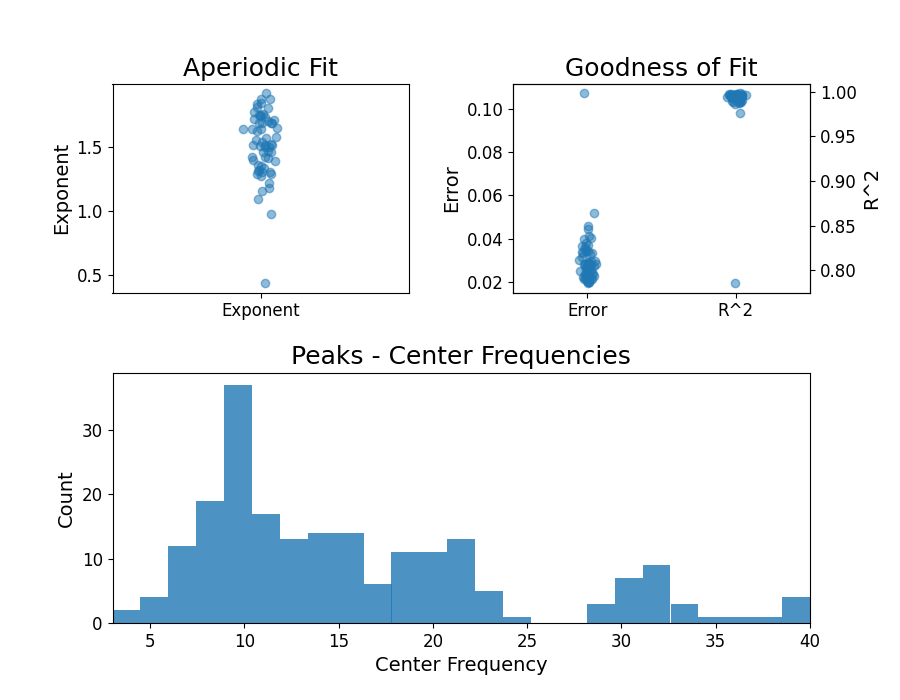 Aperiodic Fit
Exponent
1.5
1.0
0.5
Exponent
Goodness of Fit
Error
0.10
0.08
0.06
0.04
0.02
1.00
0.95
0.90
0.85
0.80
R^2
Error R^2
Peaks - Center Frequencies
Count
30
20
10
0
5 10 15 20 25 30 35 40
Center Frequency